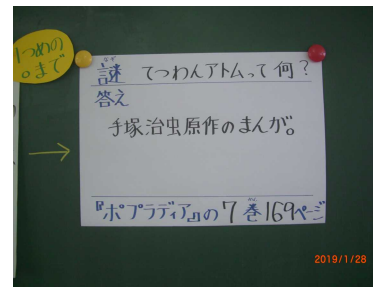 1つめの
。まで
謎 てつわんアトムって何?
答え
手塚治虫原作のまんが。
『ポプラディア』の7巻169ページ
2019/1/28